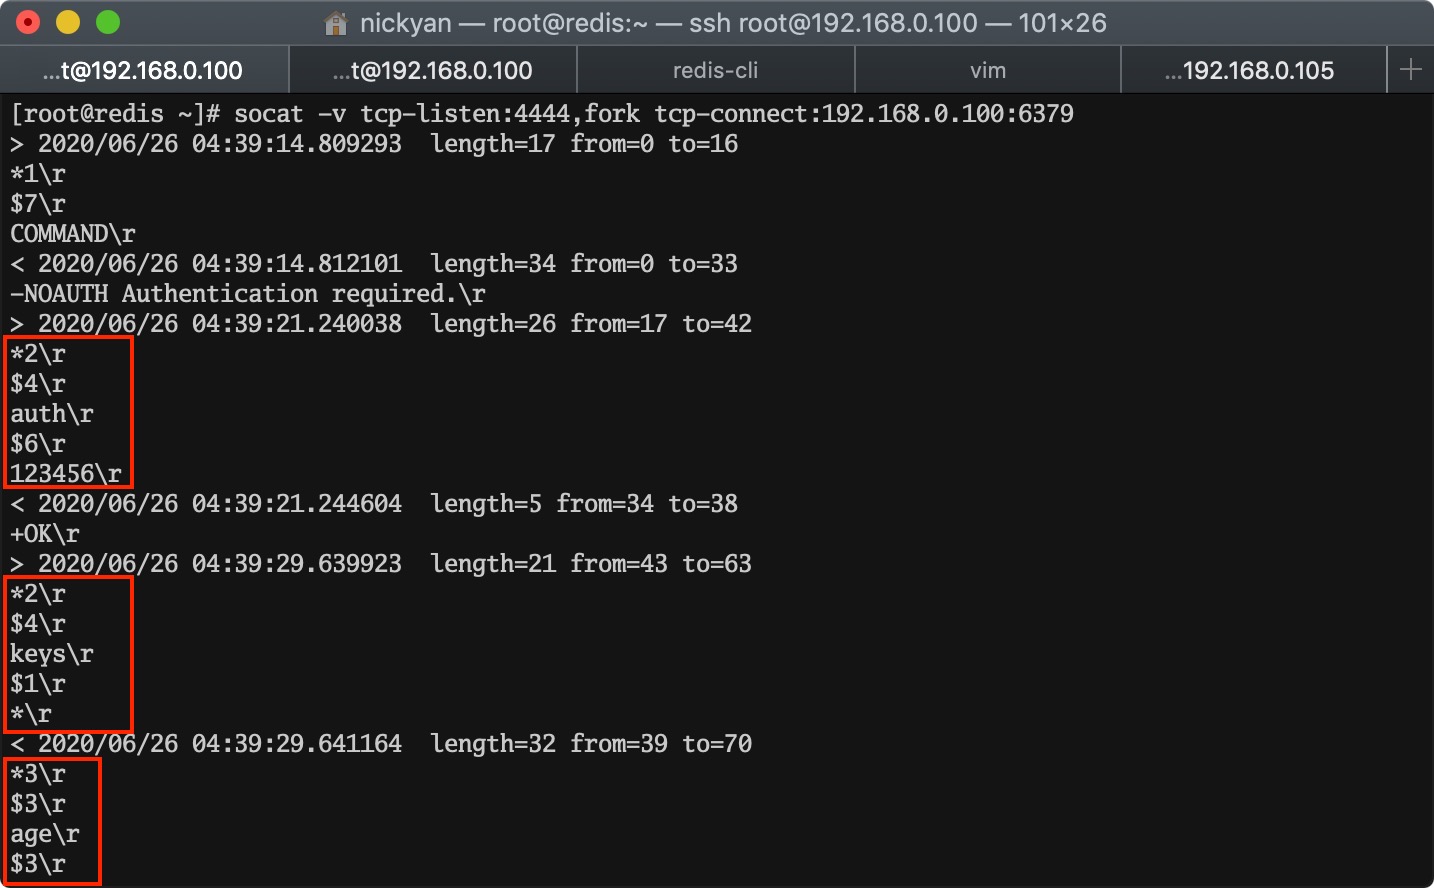 nickyan — root@redis:~ — ssh root@192.168.0.100 — 101×26
...t@192.168.0.100 ...t@192.168.0.100 redis-cli vim ...192.168.0.105
[root@redis ~]# socat -v tcp-listen:4444,fork tcp-connect:192.168.0.100:6379
> 2020/06/26 04:39:14.809293  length=17 from=0 to=16
*1\r
$7\r
COMMAND\r
< 2020/06/26 04:39:14.812101  length=34 from=0 to=33
-NOAUTH Authentication required.\r
> 2020/06/26 04:39:21.240038  length=26 from=17 to=42
*2\r
$4\r
auth\r
$6\r
123456\r
< 2020/06/26 04:39:21.244604  length=5 from=34 to=38
+OK\r
> 2020/06/26 04:39:29.639923  length=21 from=43 to=63
*2\r
$4\r
keys\r
$1\r
*\r
< 2020/06/26 04:39:29.641164  length=32 from=39 to=70
*3\r
$3\r
age\r
$3\r